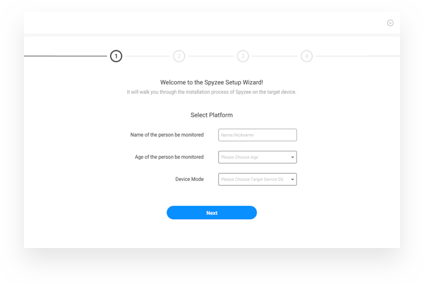 1
2
3
4
Welcome to the Spyzee Setup Wizard!
It will walk you through the installation process of Spyzee on the target device.
Select Platform
Name of the person be monitored
Name/Nickname
Age of the person be monitored
Please Choose Age
Device Mode
Please Choose Target Device OS
Next